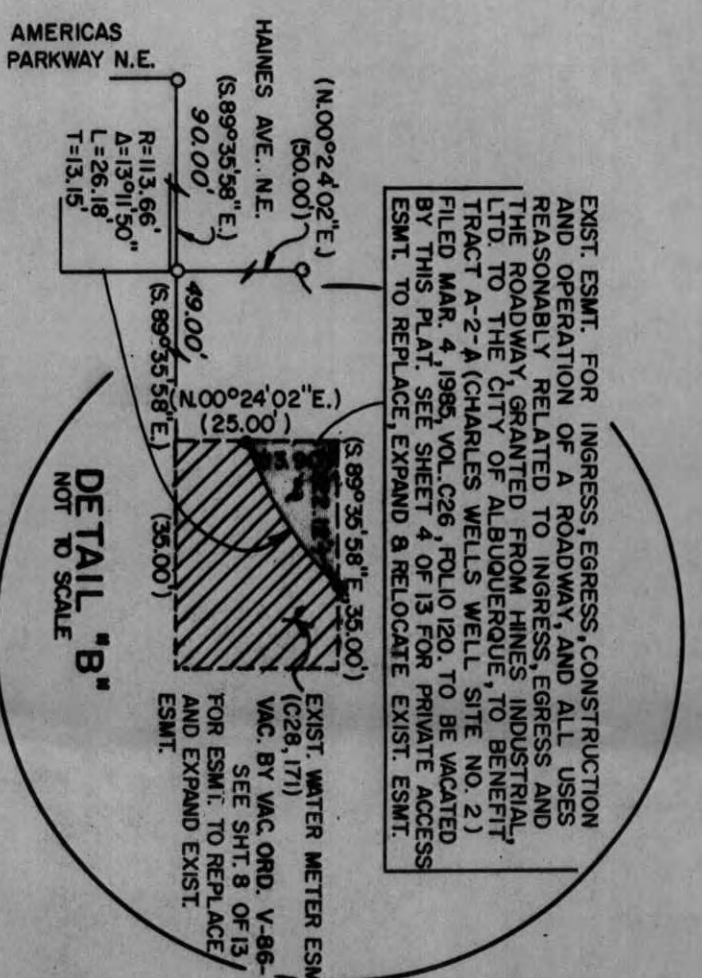 AMERICAS
PARKWAY N.E.
HAINES AVE. N.E.
(N.00°24'02"E.)
(50.00')
(S.89°35'58"E.)
90.00'
R=113.66'
Δ=13°11'50"
L=26.18'
T=13.15'
49.00'
(S.89°35'58"E.)
(N.00°24'02"E.)
(25.00')
(S.89°35'58"E. 35.00')
(35.00')
EXIST. ESMT. FOR INGRESS, EGRESS, CONSTRUCTION
AND OPERATION OF A ROADWAY, AND ALL USES
REASONABLY RELATED TO INGRESS, EGRESS AND
THE ROADWAY, GRANTED FROM HINES INDUSTRIAL,
LTD. TO THE CITY OF ALBUQUERQUE, TO BENEFIT
TRACT A-2-A (CHARLES WELLS WELL SITE NO. 2)
FILED MAR. 4, 1985, VOL. C26, FOLIO 120. TO BE VACATED
BY THIS PLAT. SEE SHEET 4 OF 13 FOR PRIVATE ACCESS
ESMT. TO REPLACE, EXPAND & RELOCATE EXIST. ESMT.
EXIST. WATER METER ESM
(C28, 171)
VAC. BY VAC. ORD. V-86-
SEE SHT. 8 OF 13
FOR ESMT. TO REPLACE
AND EXPAND EXIST.
ESMT.
DETAIL "B"
NOT TO SCALE